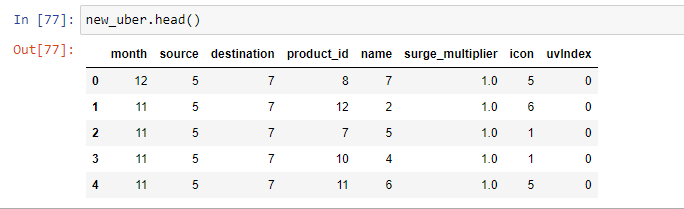 In [77]: new_uber.head()
Out[77]:
month source destination product_id name surge_multiplier icon uvIndex
0 12 5 7 8 7 1.0 5 0
1 11 5 7 12 2 1.0 6 0
2 11 5 7 7 5 1.0 1 0
3 11 5 7 10 4 1.0 1 0
4 11 5 7 11 6 1.0 5 0